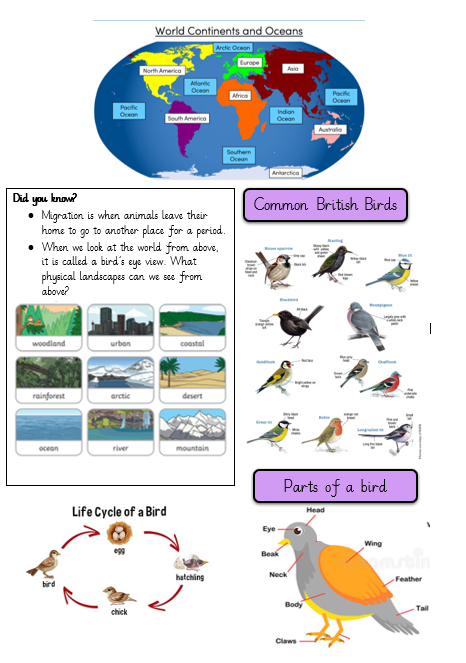 World Continents and Oceans
Arctic Ocean
North America
Europe
Asia
Atlantic
Ocean
Africa
Pacific
Ocean
Pacific
Ocean
Indian
Ocean
South America
Australia
Southern
Ocean
Antarctica
Did you know?
• Migration is when animals leave their
home to go to another place for a period.
• When we look at the world from above,
it is called a bird's eye view. What
physical landscapes can we see from
above?
woodland
urban
coastal
rainforest
arctic
desert
ocean
river
mountain
Common British Birds
House sparrow
Starling
Blue tit
Blackbird
Woodpigeon
Goldfinch
Chaffinch
Great tit
Robin
Long-tailed tit
Life Cycle of a Bird
egg
hatchling
chick
bird
Parts of a bird
Head
Eye
Beak
Wing
Neck
Feather
Body
Tail
Claws